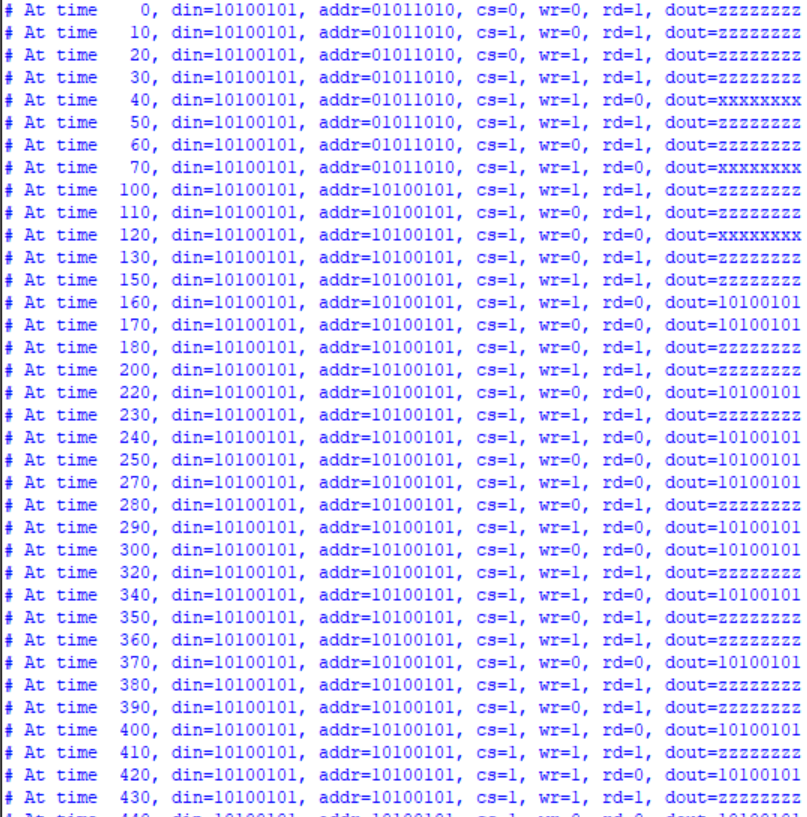 # At time    0, din=10100101, addr=01011010, cs=0, wr=0, rd=1, dout=zzzzzzzz
# At time   10, din=10100101, addr=01011010, cs=1, wr=0, rd=1, dout=zzzzzzzz
# At time   20, din=10100101, addr=01011010, cs=0, wr=1, rd=1, dout=zzzzzzzz
# At time   30, din=10100101, addr=01011010, cs=1, wr=1, rd=1, dout=zzzzzzzz
# At time   40, din=10100101, addr=01011010, cs=1, wr=1, rd=0, dout=xxxxxxxx
# At time   50, din=10100101, addr=01011010, cs=1, wr=1, rd=1, dout=zzzzzzzz
# At time   60, din=10100101, addr=01011010, cs=1, wr=0, rd=1, dout=zzzzzzzz
# At time   70, din=10100101, addr=01011010, cs=1, wr=1, rd=0, dout=xxxxxxxx
# At time  100, din=10100101, addr=10100101, cs=1, wr=1, rd=1, dout=zzzzzzzz
# At time  110, din=10100101, addr=10100101, cs=1, wr=0, rd=1, dout=zzzzzzzz
# At time  120, din=10100101, addr=10100101, cs=1, wr=0, rd=0, dout=xxxxxxxx
# At time  130, din=10100101, addr=10100101, cs=1, wr=0, rd=1, dout=zzzzzzzz
# At time  150, din=10100101, addr=10100101, cs=1, wr=1, rd=1, dout=zzzzzzzz
# At time  160, din=10100101, addr=10100101, cs=1, wr=1, rd=0, dout=10100101
# At time  170, din=10100101, addr=10100101, cs=1, wr=0, rd=0, dout=10100101
# At time  180, din=10100101, addr=10100101, cs=1, wr=0, rd=1, dout=zzzzzzzz
# At time  200, din=10100101, addr=10100101, cs=1, wr=1, rd=1, dout=zzzzzzzz
# At time  220, din=10100101, addr=10100101, cs=1, wr=0, rd=0, dout=10100101
# At time  230, din=10100101, addr=10100101, cs=1, wr=1, rd=1, dout=zzzzzzzz
# At time  240, din=10100101, addr=10100101, cs=1, wr=1, rd=0, dout=10100101
# At time  250, din=10100101, addr=10100101, cs=1, wr=0, rd=0, dout=10100101
# At time  270, din=10100101, addr=10100101, cs=1, wr=1, rd=0, dout=10100101
# At time  280, din=10100101, addr=10100101, cs=1, wr=0, rd=1, dout=zzzzzzzz
# At time  290, din=10100101, addr=10100101, cs=1, wr=1, rd=0, dout=10100101
# At time  300, din=10100101, addr=10100101, cs=1, wr=0, rd=0, dout=10100101
# At time  320, din=10100101, addr=10100101, cs=1, wr=1, rd=1, dout=zzzzzzzz
# At time  340, din=10100101, addr=10100101, cs=1, wr=1, rd=0, dout=10100101
# At time  350, din=10100101, addr=10100101, cs=1, wr=0, rd=1, dout=zzzzzzzz
# At time  360, din=10100101, addr=10100101, cs=1, wr=1, rd=1, dout=zzzzzzzz
# At time  370, din=10100101, addr=10100101, cs=1, wr=0, rd=0, dout=10100101
# At time  380, din=10100101, addr=10100101, cs=1, wr=1, rd=1, dout=zzzzzzzz
# At time  390, din=10100101, addr=10100101, cs=1, wr=0, rd=1, dout=zzzzzzzz
# At time  400, din=10100101, addr=10100101, cs=1, wr=1, rd=0, dout=10100101
# At time  410, din=10100101, addr=10100101, cs=1, wr=1, rd=1, dout=zzzzzzzz
# At time  420, din=10100101, addr=10100101, cs=1, wr=1, rd=0, dout=10100101
# At time  430, din=10100101, addr=10100101, cs=1, wr=1, rd=1, dout=zzzzzzzz